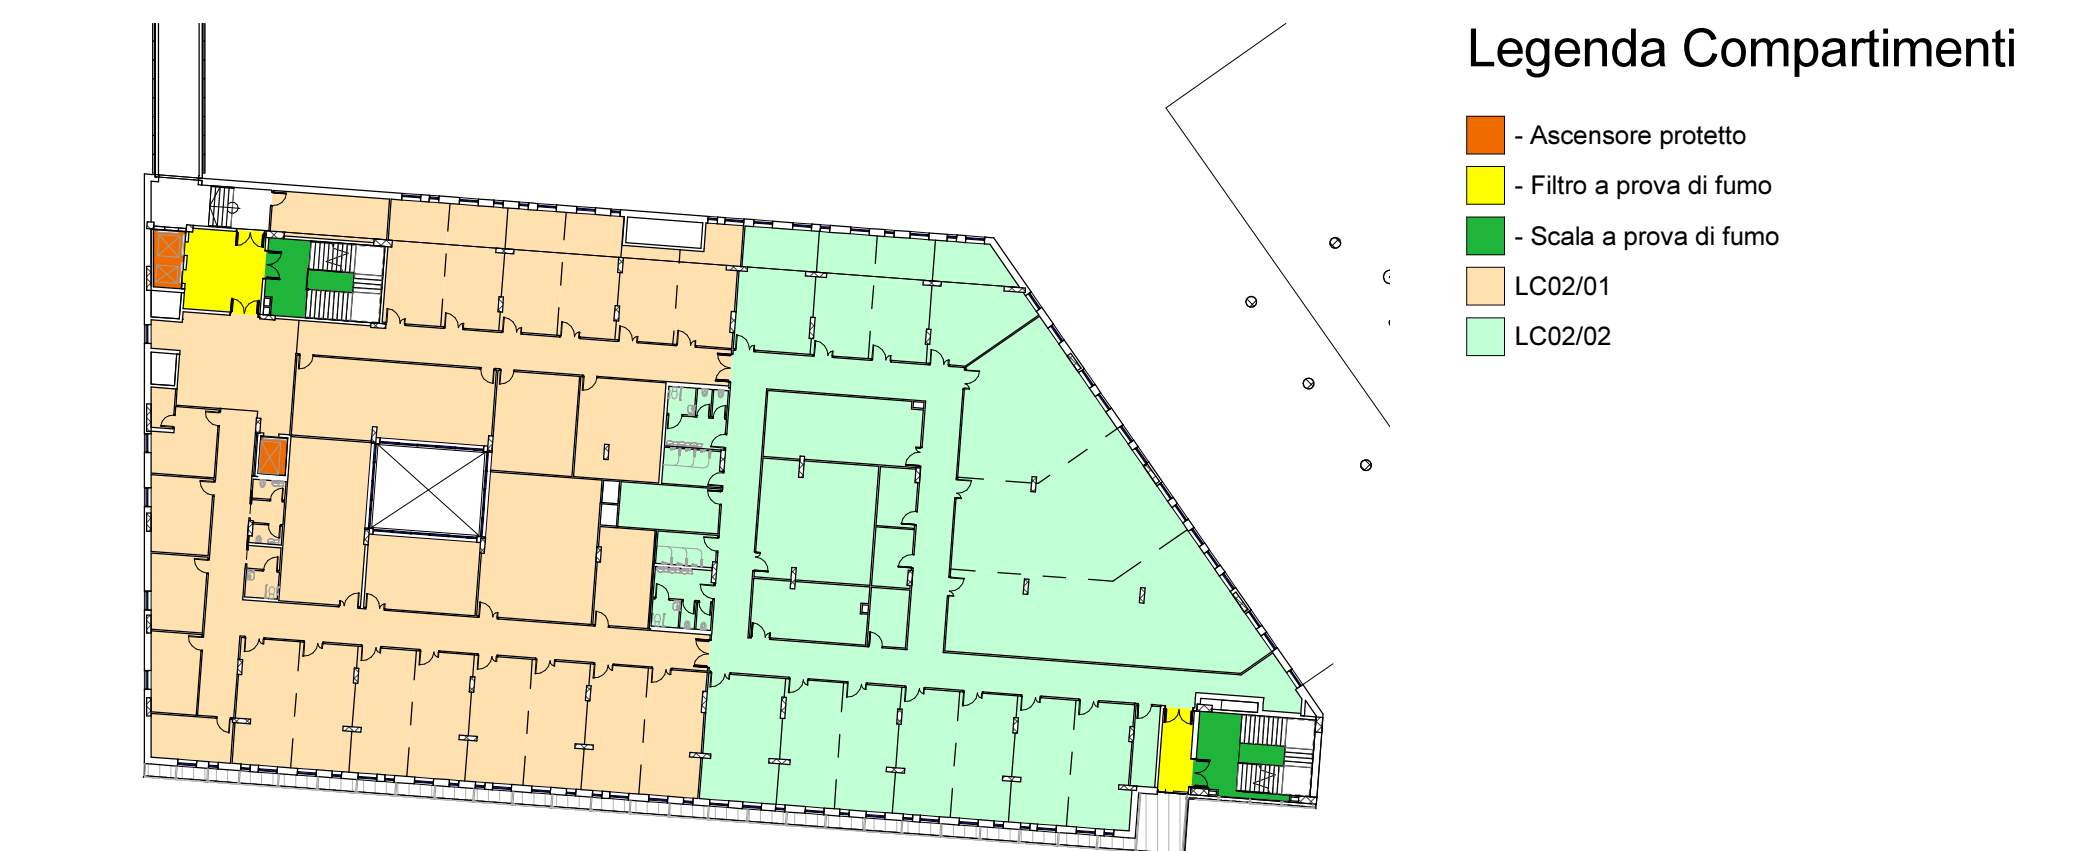 Legenda Compartimenti
- Ascensore protetto
- Filtro a prova di fumo
- Scala a prova di fumo
LC02/01
LC02/02